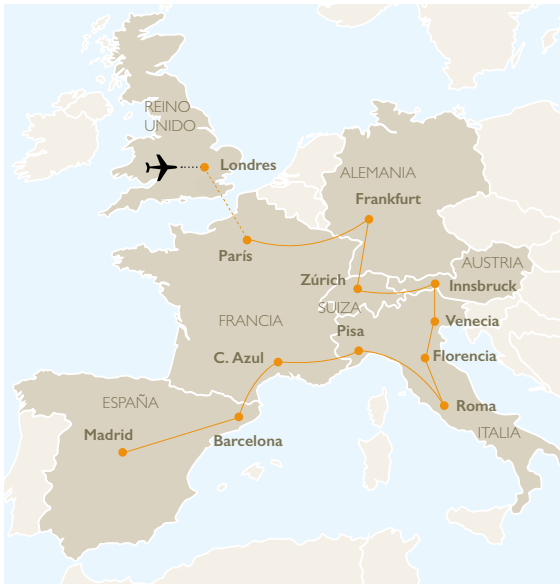 REINO
UNIDO
Londres
ALEMANIA
Frankfurt
París
AUSTRIA
Zúrich
Innsbruck
SUIZA
FRANCIA
Venecia
Pisa
C. Azul
Florencia
ESPAÑA
Roma
Madrid
Barcelona
ITALIA